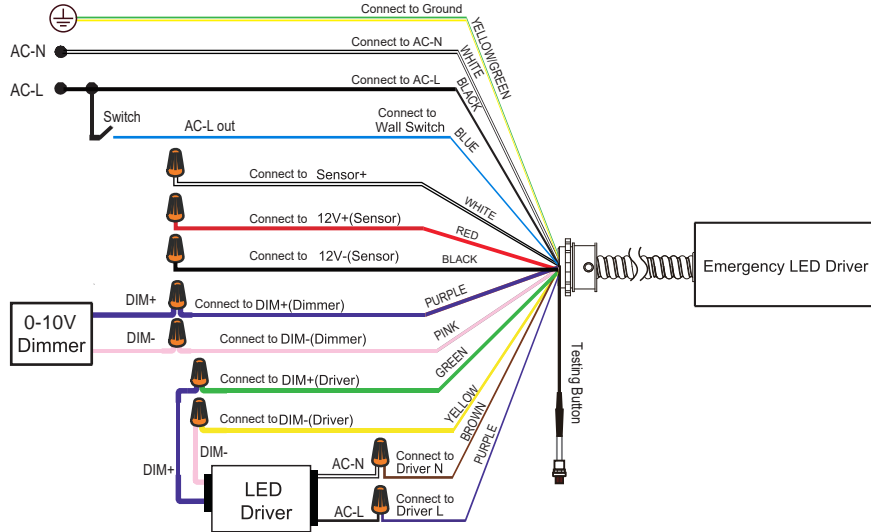 Connect to Ground
YELLOW/GREEN
AC-N
Connect to AC-N
WHITE
AC-L
Connect to AC-L
BLACK
Switch
AC-L out
Connect to
Wall Switch
BLUE
Connect to Sensor+
WHITE
Connect to 12V+(Sensor)
RED
Connect to 12V-(Sensor)
BLACK
Emergency LED Driver
0-10V
Dimmer
DIM+
Connect to DIM+(Dimmer)
PURPLE
DIM-
Connect to DIM-(Dimmer)
PINK
Connect to DIM+(Driver)
GREEN
Connect to DIM-(Driver)
YELLOW
BROWN
PURPLE
Testing Button
DIM-
DIM+
LED
Driver
AC-N
Connect to
Driver N
AC-L
Connect to
Driver L